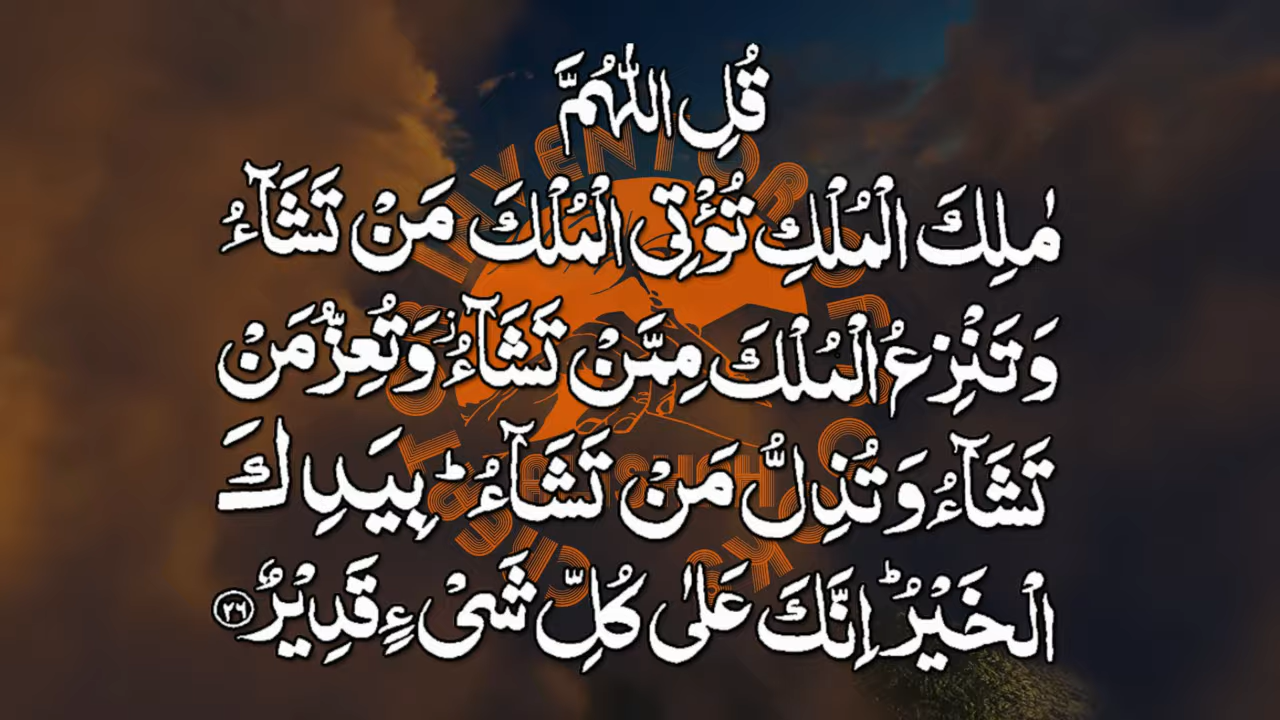 قُلِ اللّٰهُمَّ
مٰلِكَ الْمُلْكِ تُؤْتِی الْمُلْكَ مَنْ تَشَآءُ
وَتَنْزِعُ الْمُلْكَ مِمَّنْ تَشَآءُ٘ وَتُعِزُّ مَنْ
تَشَآءُ وَتُذِلُّ مَنْ تَشَآءُ ؕ بِیَدِكَ
الْخَیْرُ ؕ اِنَّكَ عَلٰی كُلِّ شَیْءٍ قَدِیْرٌ ﴿۲۶﴾